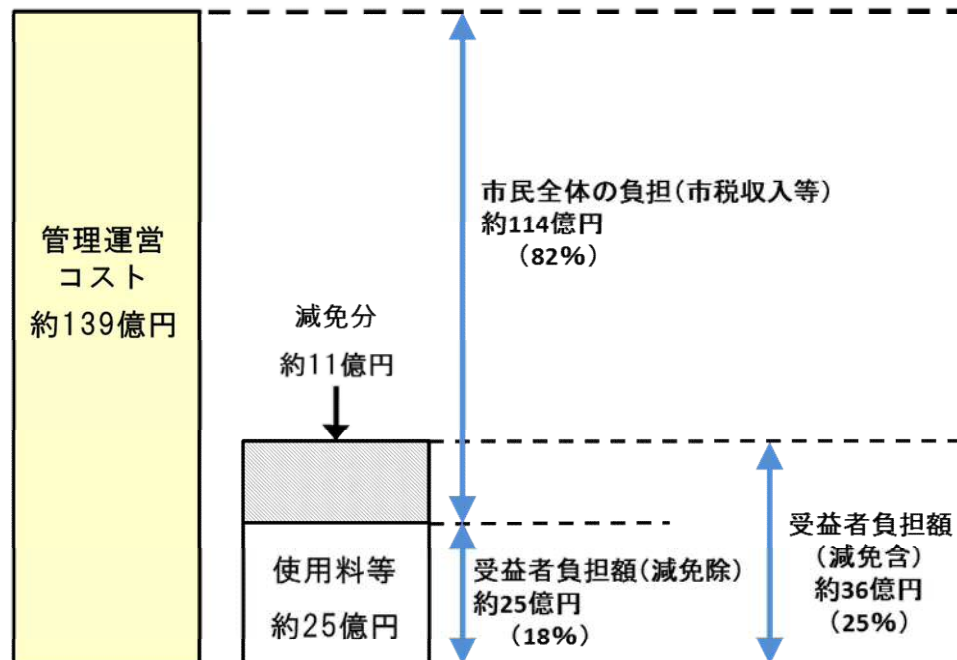 管理運営
コスト
約139億円
減免分
約11億円
使用料等
約25億円
市民全体の負担(市税収入等)
約114億円
(82%)
受益者負担額(減免除)
約25億円
(18%)
受益者負担額
(減免含)
約36億円
(25%)